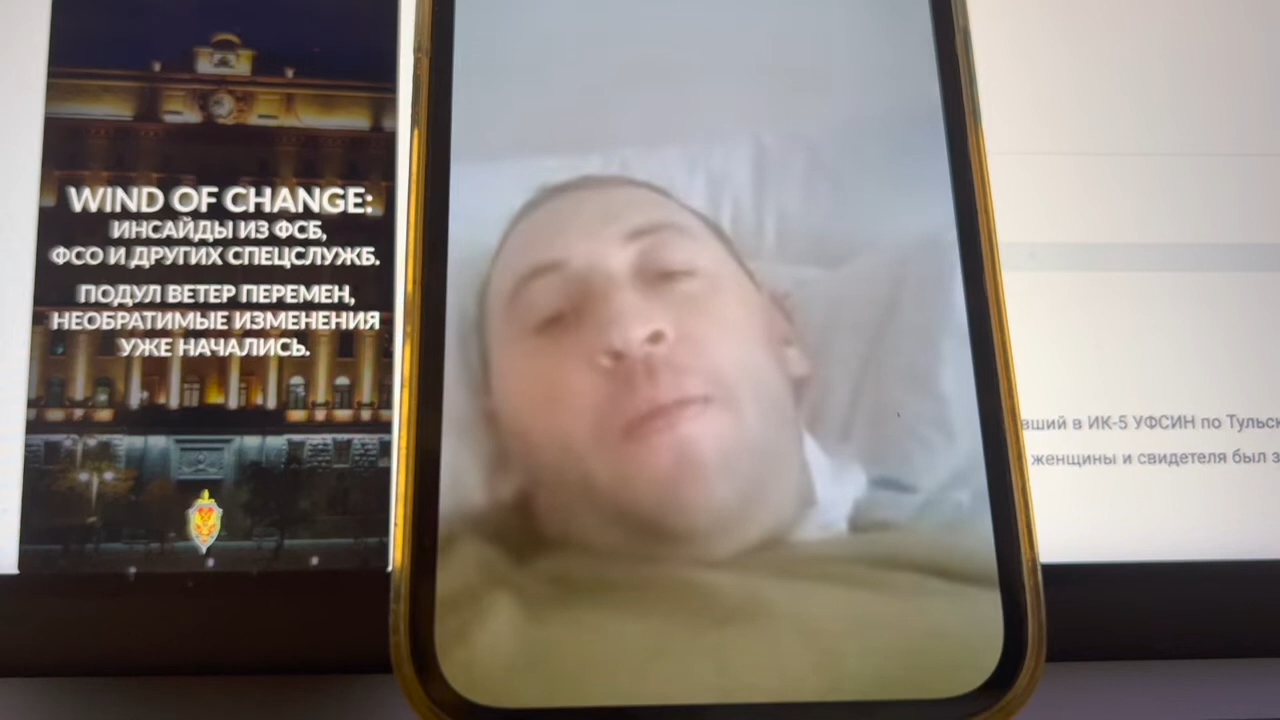 WIND OF CHANGE:
ИНСАЙДЫ ИЗ ФСБ,
ФСО И ДРУГИХ СПЕЦСЛУЖБ.
ПОДУЛ ВЕТЕР ПЕРЕМЕН,
НЕОБРАТИМЫЕ ИЗМЕНЕНИЯ
УЖЕ НАЧАЛИСЬ.
вший в ИК-5 УФСИН по Тульск
женщины и свидетеля был з